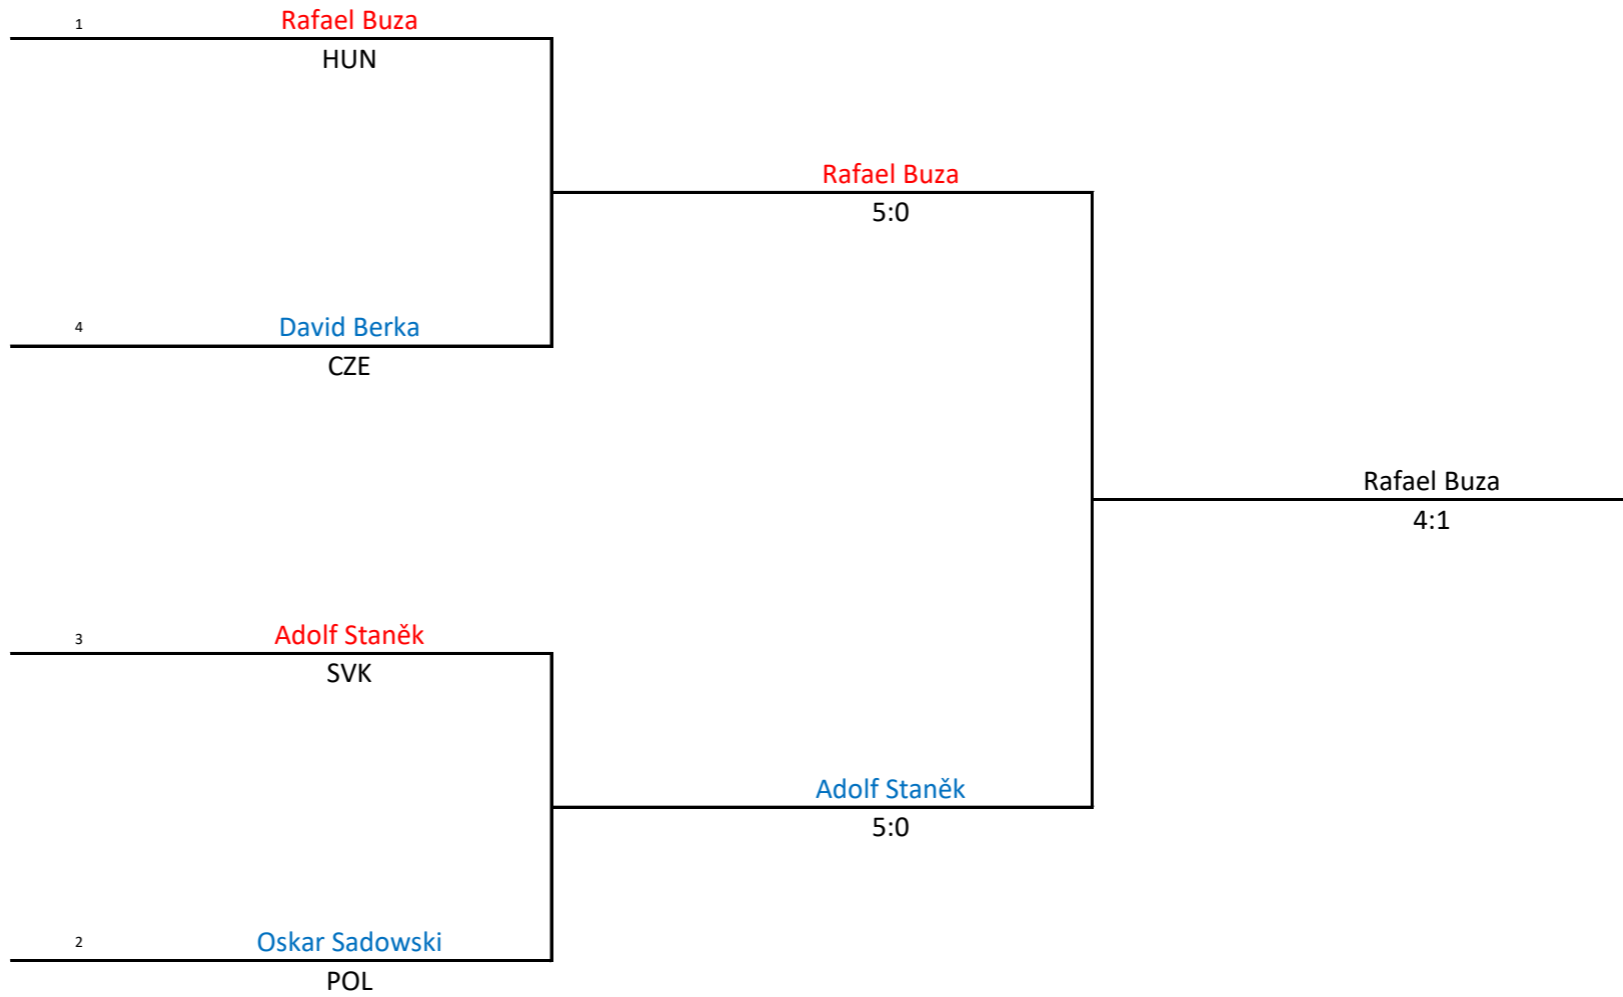 1
Rafael Buza
HUN
Rafael Buza
5:0
4
David Berka
CZE
Rafael Buza
4:1
3
Adolf Staněk
SVK
Adolf Staněk
5:0
2
Oskar Sadowski
POL